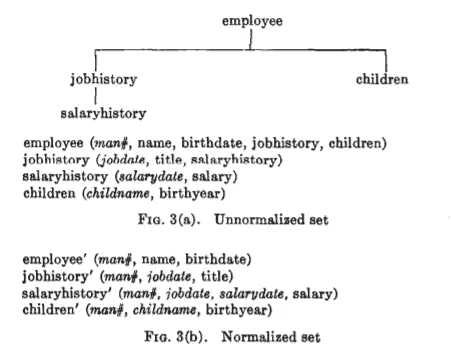 employee
jobhistory children
salaryhistory
employee (man#, name, birthdate, jobhistory, children)
jobhistory (jobdate, title, salaryhistory)
salaryhistory (salarydate, salary)
children (childname, birthyear)
FIG. 3(a). Unnormalized set
employee′ (man#, name, birthdate)
jobhistory′ (man#, jobdate, title)
salaryhistory′ (man#, jobdate, salarydate, salary)
children′ (man#, childname, birthyear)
FIG. 3(b). Normalized set